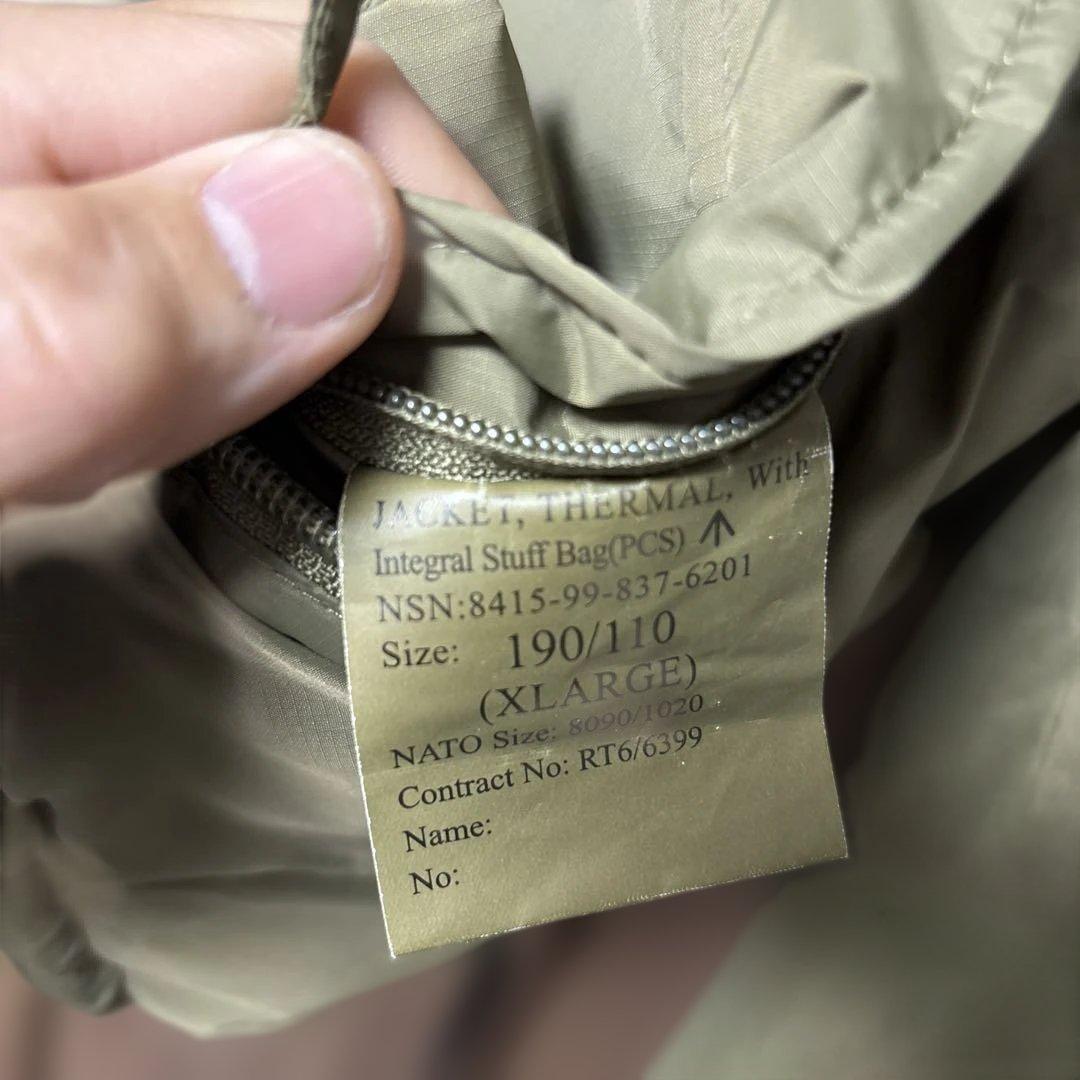 JACKET, THERMAL, With
Integral Stuff Bag(PCS)
NSN:8415-99-837-6201
Size: 190/110
(XLARGE)
NATO Size: 8090/1020
Contract No: RT6/6399
Name:
No: